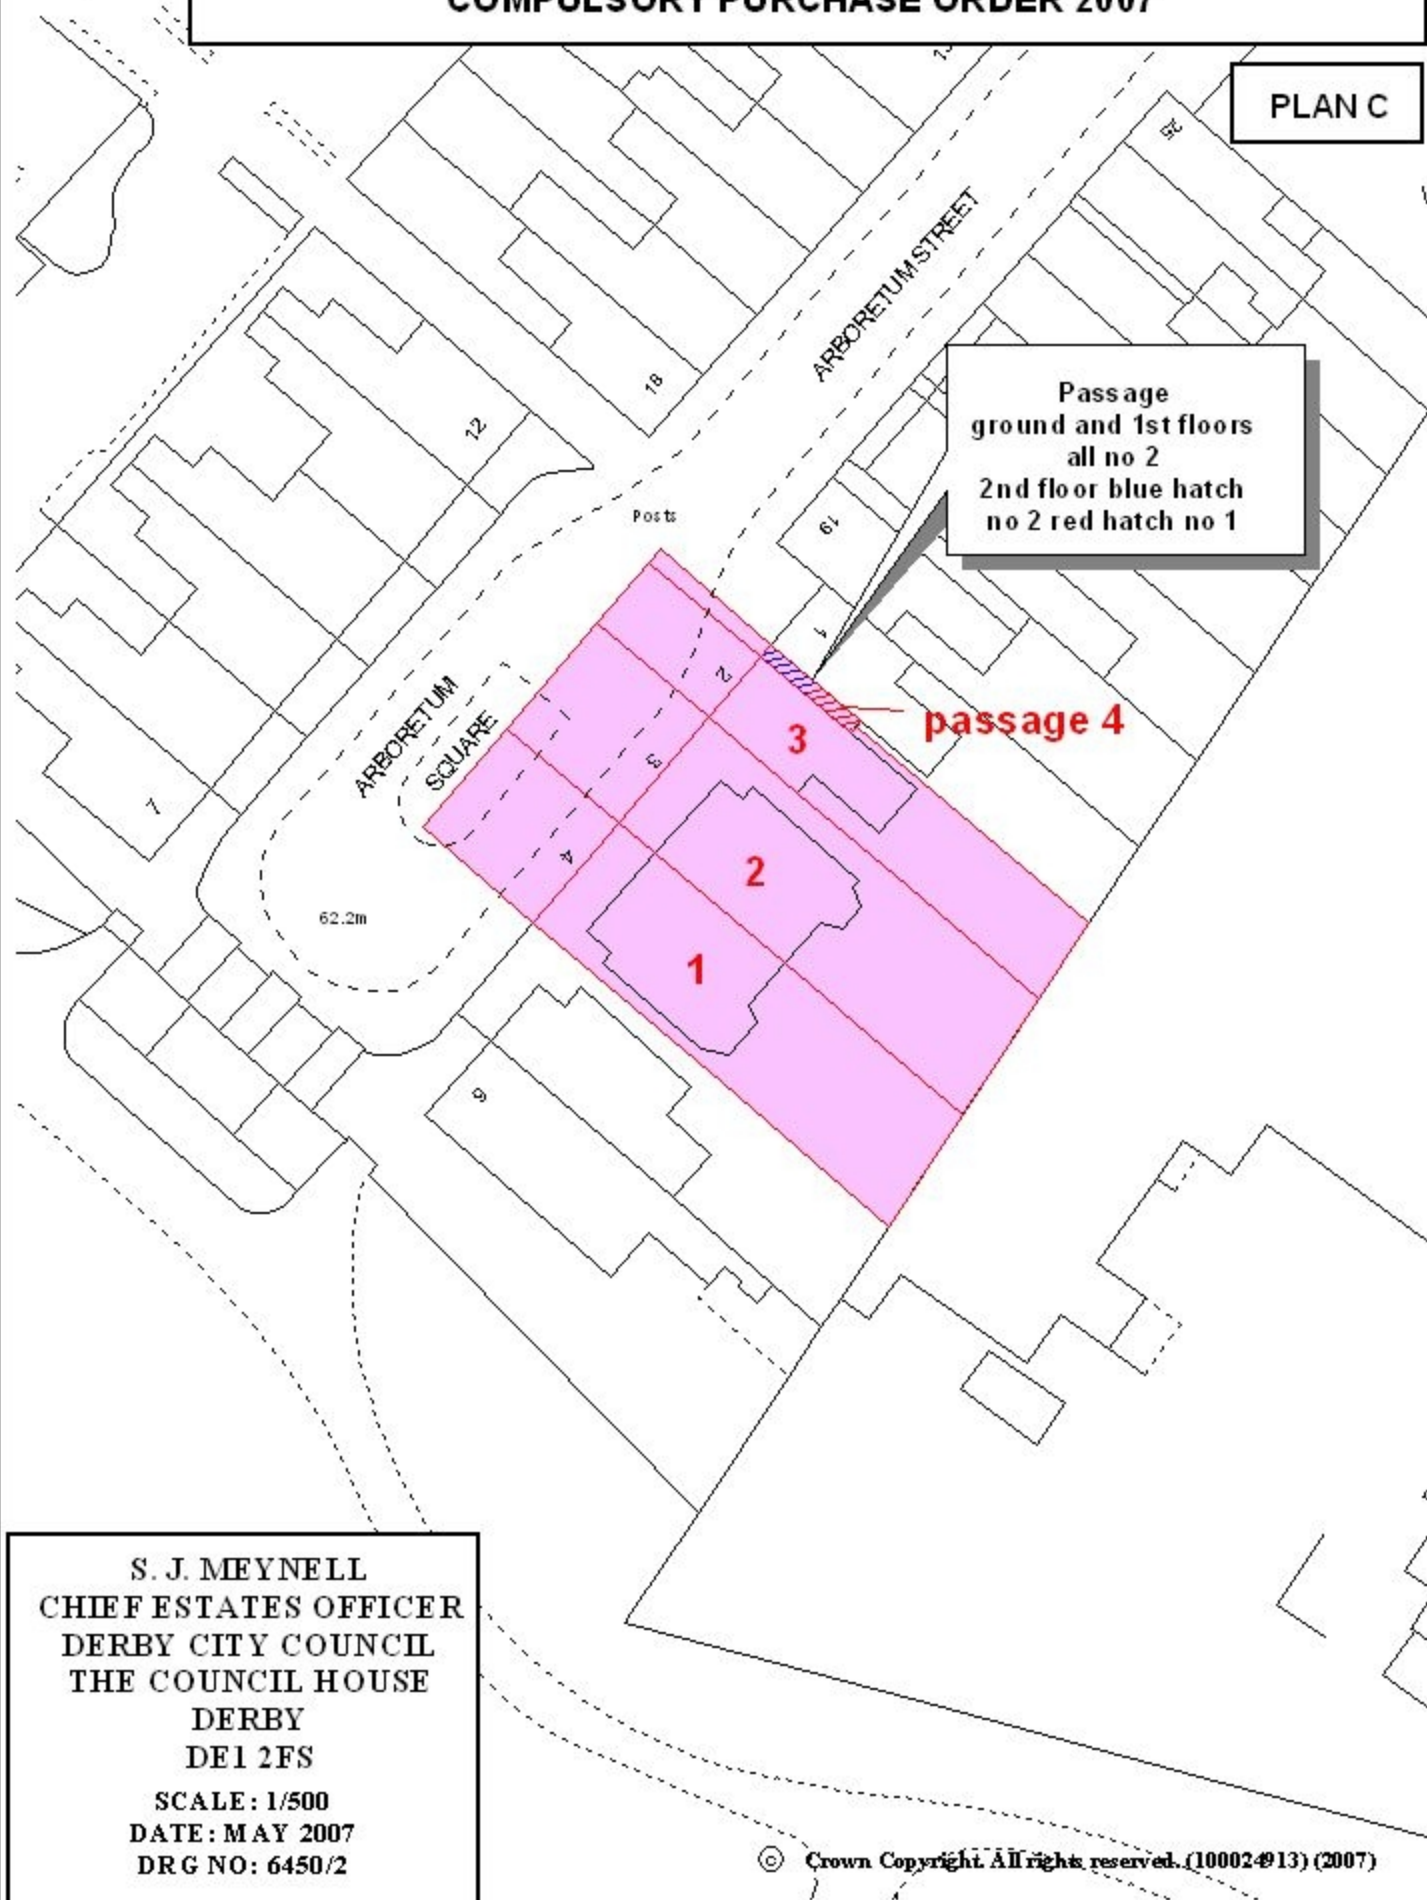 COMPULSORY PURCHASE ORDER 2007
PLAN C
25
ARBORETUM STREET
18
12
Passage
ground and 1st floors
all no 2
2nd floor blue hatch
no 2 red hatch no 1
19
Posts
1
2
ARBORETUM
SQUARE
passage 4
3
3
7
4
2
62.2m
1
6
S. J. MEYNELL
CHIEF ESTATES OFFICER
DERBY CITY COUNCIL
THE COUNCIL HOUSE
DERBY
DE1 2FS
SCALE: 1/500
DATE: MAY 2007
DRG NO: 6450/2
© Crown Copyright. All rights reserved. (100024913) (2007)